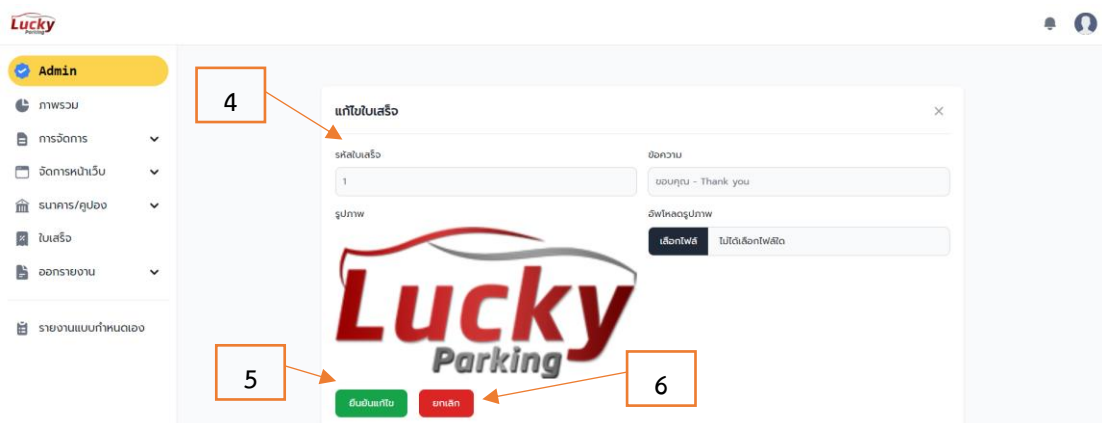 Lucky
Parking
Admin
ภาพรวม
การจัดการ
จัดการหน้าเว็บ
ธนาคาร/คูปอง
ใบเสร็จ
ออกรายงาน
รายงานแบบกำหนดเอง
4
แก้ไขใบเสร็จ
รหัสใบเสร็จ
ข้อความ
1
ขอบคุณ - Thank you
รูปภาพ
อัพโหลดรูปภาพ
เลือกไฟล์ ไม่ได้เลือกไฟล์ใด
Lucky
Parking
5
6
ยืนยันแก้ไข
ยกเลิก